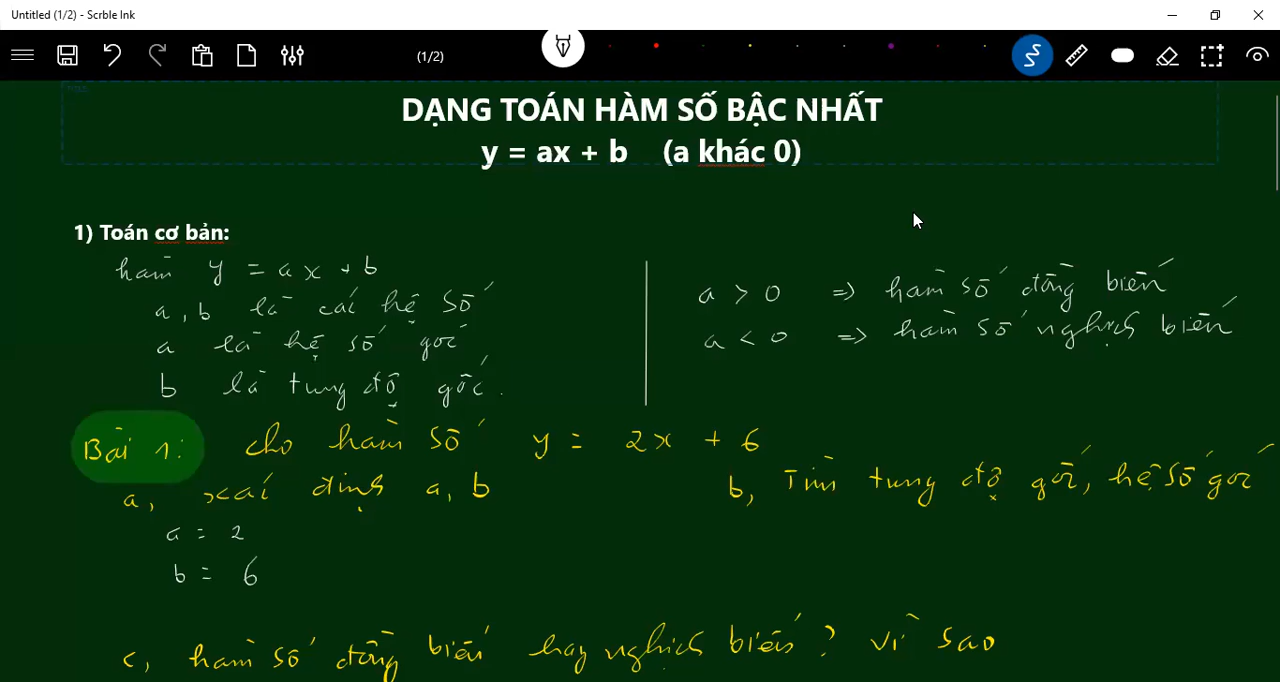 Untitled (1/2) - Scrble Ink
(1/2)
DẠNG TOÁN HÀM SỐ BẬC NHẤT
y = ax + b (a khác 0)
1) Toán cơ bản:
hàm y = ax + b
a, b là các hệ số
a là hệ số góc
b là tung độ gốc.
a > 0 => hàm số đồng biến
a < 0 => hàm số nghịch biến
Bài 1: cho hàm số y = 2x + 6
a, xác định a, b
b, Tìm tung độ gốc, hệ số góc
a = 2
b = 6
c, hàm số đồng biến hay nghịch biến? vì sao